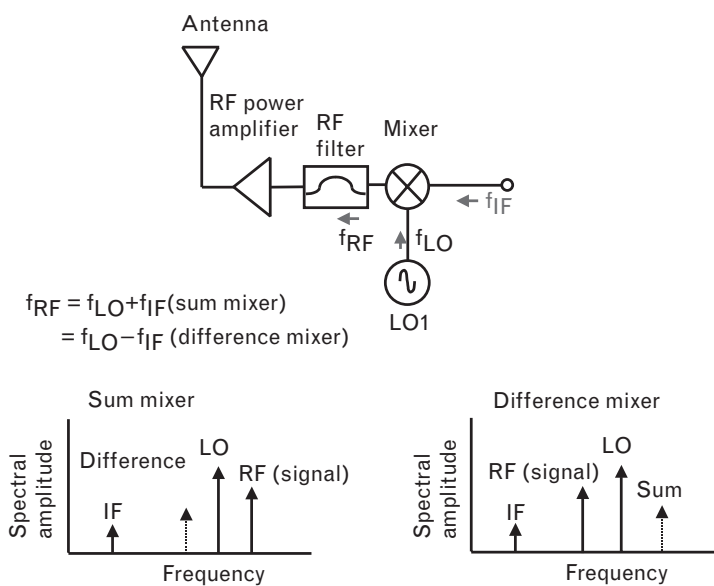 Antenna
RF power
amplifier
RF
filter
Mixer
fIF
fRF
fLO
LO1
fRF = fLO+fIF(sum mixer)
= fLO−fIF (difference mixer)
Sum mixer
Spectral
amplitude
Difference
LO
RF (signal)
IF
Frequency
Difference mixer
Spectral
amplitude
LO
RF (signal)
Sum
IF
Frequency